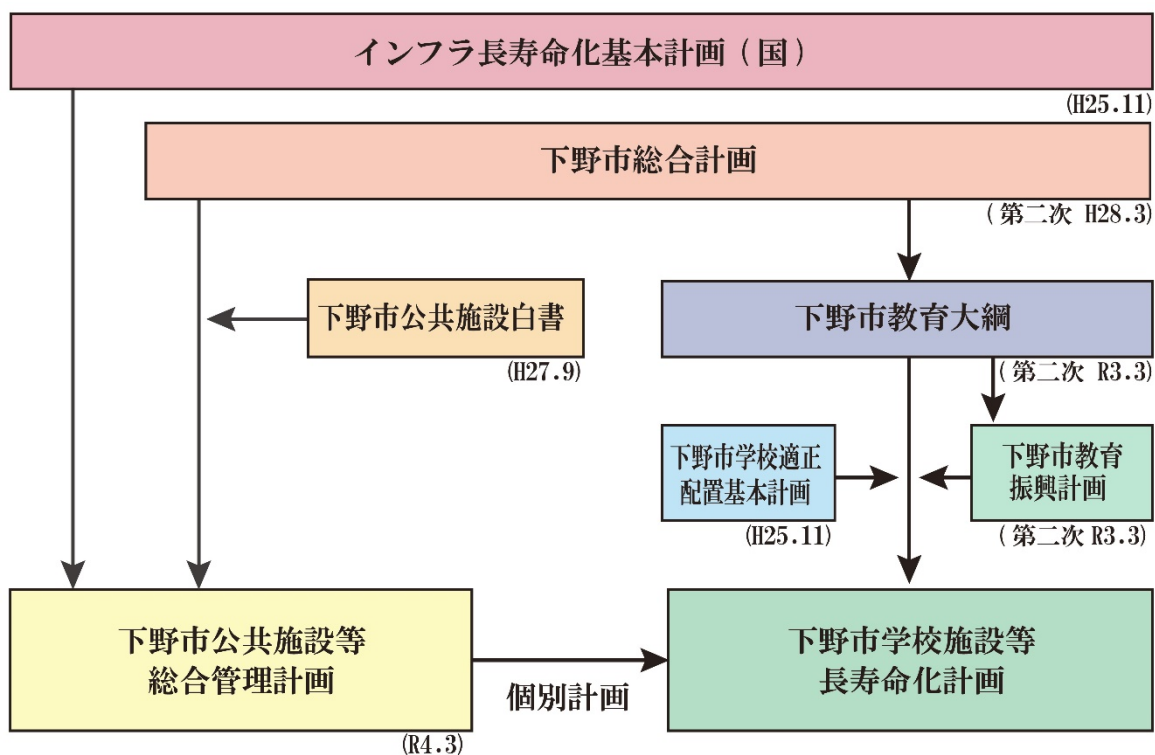 インフラ長寿命化基本計画(国)
(H25.11)
下野市総合計画
(第二次 H28.3)
下野市公共施設白書
(H27.9)
下野市教育大綱
(第二次 R3.3)
下野市学校適正
配置基本計画
(H25.11)
下野市教育
振興計画
(第二次 R3.3)
下野市公共施設等
総合管理計画
(R4.3)
個別計画
下野市学校施設等
長寿命化計画